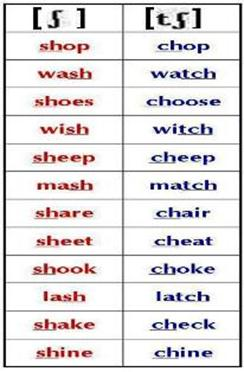 [ʃ] [tʃ]
shop chop
wash watch
shoes choose
wish witch
sheep cheep
mash match
share chair
sheet cheat
shook choke
lash latch
shake check
shine chine